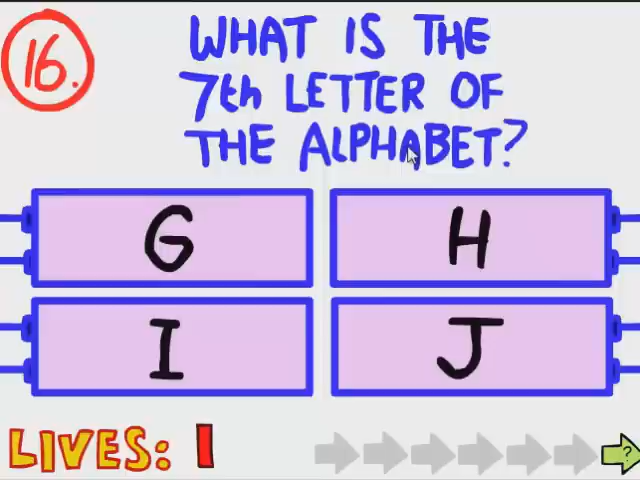 16.
WHAT IS THE
7th LETTER OF
THE ALPHABET?
G
H
I
J
LIVES: 1
?